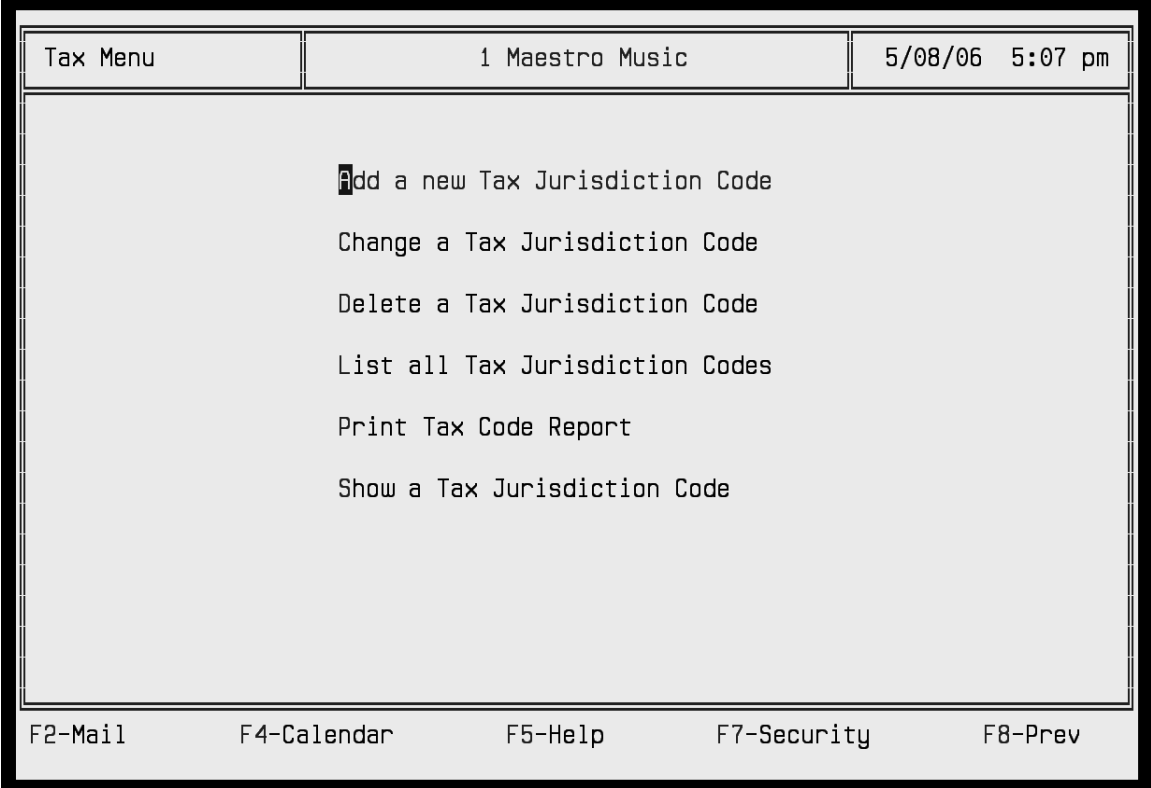 Tax Menu 1 Maestro Music 5/08/06 5:07 pm
Add a new Tax Jurisdiction Code
Change a Tax Jurisdiction Code
Delete a Tax Jurisdiction Code
List all Tax Jurisdiction Codes
Print Tax Code Report
Show a Tax Jurisdiction Code
F2-Mail F4-Calendar F5-Help F7-Security F8-Prev